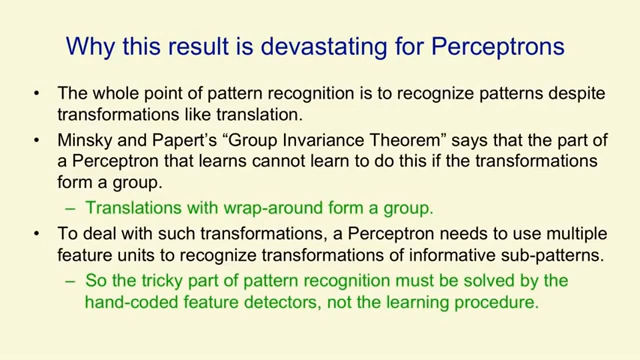 Why this result is devastating for Perceptrons
• The whole point of pattern recognition is to recognize patterns despite
transformations like translation.
• Minsky and Papert's “Group Invariance Theorem” says that the part of
a Perceptron that learns cannot learn to do this if the transformations
form a group.
– Translations with wrap-around form a group.
• To deal with such transformations, a Perceptron needs to use multiple
feature units to recognize transformations of informative sub-patterns.
– So the tricky part of pattern recognition must be solved by the
hand-coded feature detectors, not the learning procedure.